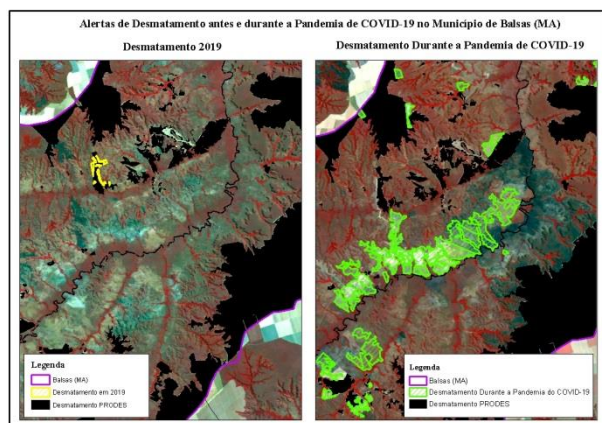 Alertas de Desmatamento antes e durante a Pandemia de COVID-19 no Município de Balsas (MA)
Desmatamento 2019
Desmatamento Durante a Pandemia de COVID-19
Legenda
Balsas (MA)
Desmatamento em 2019
Desmatamento PRODES
Legenda
Balsas (MA)
Desmatamento Durante a Pandemia do COVID-19
Desmatamento PRODES